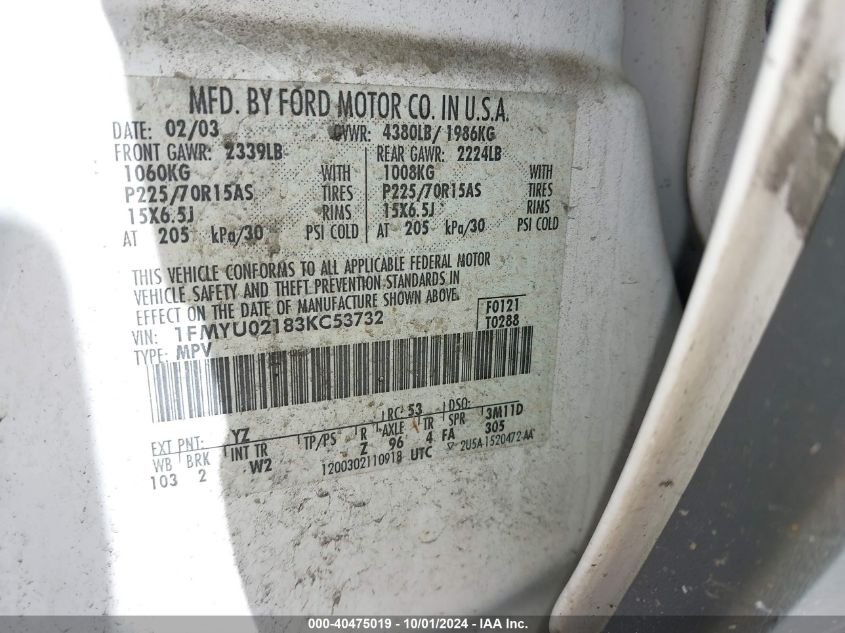 MFD. BY FORD MOTOR CO. IN U.S.A.
DATE: 02/03 GVWR: 4380LB/ 1986KG
FRONT GAWR: 2339LB REAR GAWR: 2224LB
1060KG WITH 1008KG WITH
P225/70R15AS TIRES P225/70R15AS TIRES
15X6.5J RIMS 15X6.5J RIMS
AT 205 kPa/30 PSI COLD AT 205 kPa/30 PSI COLD
THIS VEHICLE CONFORMS TO ALL APPLICABLE FEDERAL MOTOR
VEHICLE SAFETY AND THEFT PREVENTION STANDARDS IN
EFFECT ON THE DATE OF MANUFACTURE SHOWN ABOVE.
VIN: 1FMYU02183KC53732 F0121
TYPE: MPV T0288
EXT PNT: YZ RC: 53 DSO:
WB BRK INT TR TP/PS R AXLE TR SPR 3M11D
103 2 W2 Z 96 4 FA 305
1200302110918 UTC 2U5A-1520472-AA
000-40475019 - 10/01/2024 - IAA Inc.